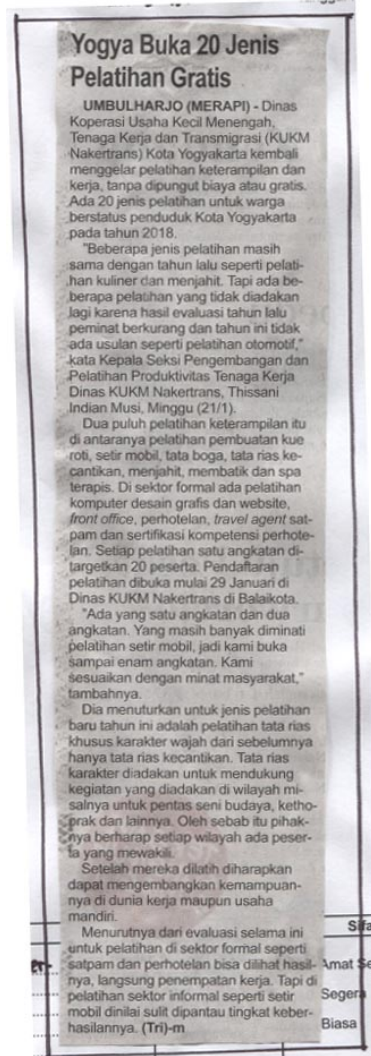 Yogya Buka 20 Jenis
Pelatihan Gratis
UMBULHARJO (MERAPI) - Dinas
Koperasi Usaha Kecil Menengah,
Tenaga Kerja dan Transmigrasi (KUKM
Nakertrans) Kota Yogyakarta kembali
menggelar pelatihan keterampilan dan
kerja, tanpa dipungut biaya atau gratis.
Ada 20 jenis pelatihan untuk warga
berstatus penduduk Kota Yogyakarta
pada tahun 2018.
"Beberapa jenis pelatihan masih
sama dengan tahun lalu seperti pelati-
han kuliner dan menjahit. Tapi ada be-
berapa pelatihan yang tidak diadakan
lagi karena hasil evaluasi tahun lalu
peminat berkurang dan tahun ini tidak
ada usulan seperti pelatihan otomotif,"
kata Kepala Seksi Pengembangan dan
Pelatihan Produktivitas Tenaga Kerja
Dinas KUKM Nakertrans, Thissani
Indian Musi, Minggu (21/1).
Dua puluh pelatihan keterampilan itu
di antaranya pelatihan pembuatan kue
roti, setir mobil, tata boga, tata rias ke-
cantikan, menjahit, membatik dan spa
terapis. Di sektor formal ada pelatihan
komputer desain grafis dan website,
front office, perhotelan, travel agent sat-
pam dan sertifikasi kompetensi perhote-
lan. Setiap pelatihan satu angkatan di-
targetkan 20 peserta. Pendaftaran
pelatihan dibuka mulai 29 Januari di
Dinas KUKM Nakertrans di Balaikota.
"Ada yang satu angkatan dan dua
angkatan. Yang masih banyak diminati
pelatihan setir mobil, jadi kami buka
sampai enam angkatan. Kami
sesuaikan dengan minat masyarakat,"
tambahnya.
Dia menuturkan untuk jenis pelatihan
baru tahun ini adalah pelatihan tata rias
khusus karakter wajah dari sebelumnya
hanya tata rias kecantikan. Tata rias
karakter diadakan untuk mendukung
kegiatan yang diadakan di wilayah mi-
salnya untuk pentas seni budaya, ketho-
prak dan lainnya. Oleh sebab itu pihak-
nya berharap setiap wilayah ada peser-
ta yang mewakili.
Setelah mereka dilatih diharapkan
dapat mengembangkan kemampuan-
nya di dunia kerja maupun usaha
mandiri.
Menurutnya dari evaluasi selama ini
untuk pelatihan di sektor formal seperti
satpam dan perhotelan bisa dilihat hasil-
nya, langsung penempatan kerja. Tapi di
pelatihan sektor informal seperti setir
mobil dinilai sulit dipantau tingkat keber-
hasilannya. (Tri)-m
Amat
Segera
Biasa